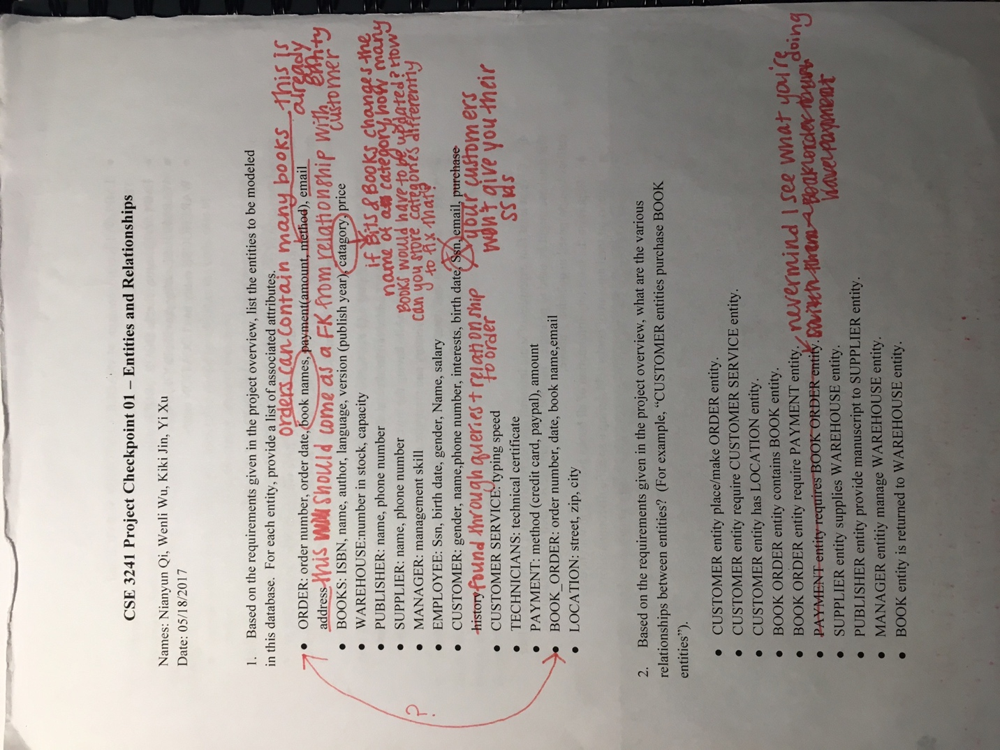 CSE 3241 Project Checkpoint 01 – Entities and Relationships
Names: Nianyun Qi, Wenli Wu, Kiki Jin, Yi Xu
Date: 05/18/2017
1. Based on the requirements given in the project overview, list the entities to be modeled
in this database. For each entity, provide a list of associated attributes.
orders can contain many books
this is already entity
• ORDER: order number, order date, book names, payment(amount, method), email
address
this should come as a FK from relationship with customer
• BOOKS: ISBN, name, author, language, version (publish year), catagory, price
if Bits & Books changes the
name of a category, how many
books would have to be updated? How
can you store categories differently
to fix that?
• WAREHOUSE:number in stock, capacity
• PUBLISHER: name, phone number
• SUPPLIER: name, phone number
• MANAGER: management skill
• EMPLOYEE: Ssn, birth date, gender, Name, salary
• CUSTOMER: gender, name,phone number, interests, birth date, Ssn, email, purchase
history
found through queries + relationship
to order
your customers
won't give you their
SSNs
• CUSTOMER SERVICE: typing speed
• TECHNICIANS: technical certificate
• PAYMENT: method (credit card, paypal), amount
• BOOK_ORDER: order number, date, book name,email
• LOCATION: street, zip, city
?
2. Based on the requirements given in the project overview, what are the various
relationships between entities? (For example, “CUSTOMER entities purchase BOOK
entities”).
• CUSTOMER entity place/make ORDER entity.
• CUSTOMER entity require CUSTOMER SERVICE entity.
• CUSTOMER entity has LOCATION entity.
• BOOK ORDER entity contains BOOK entity.
• BOOK ORDER entity require PAYMENT entity.
nevermind I see what you're doing
• PAYMENT entity requires BOOK ORDER entity.
have payment
• SUPPLIER entity supplies WAREHOUSE entity.
• PUBLISHER entity provide manuscript to SUPPLIER entity.
• MANAGER entity manage WAREHOUSE entity.
• BOOK entity is returned to WAREHOUSE entity.